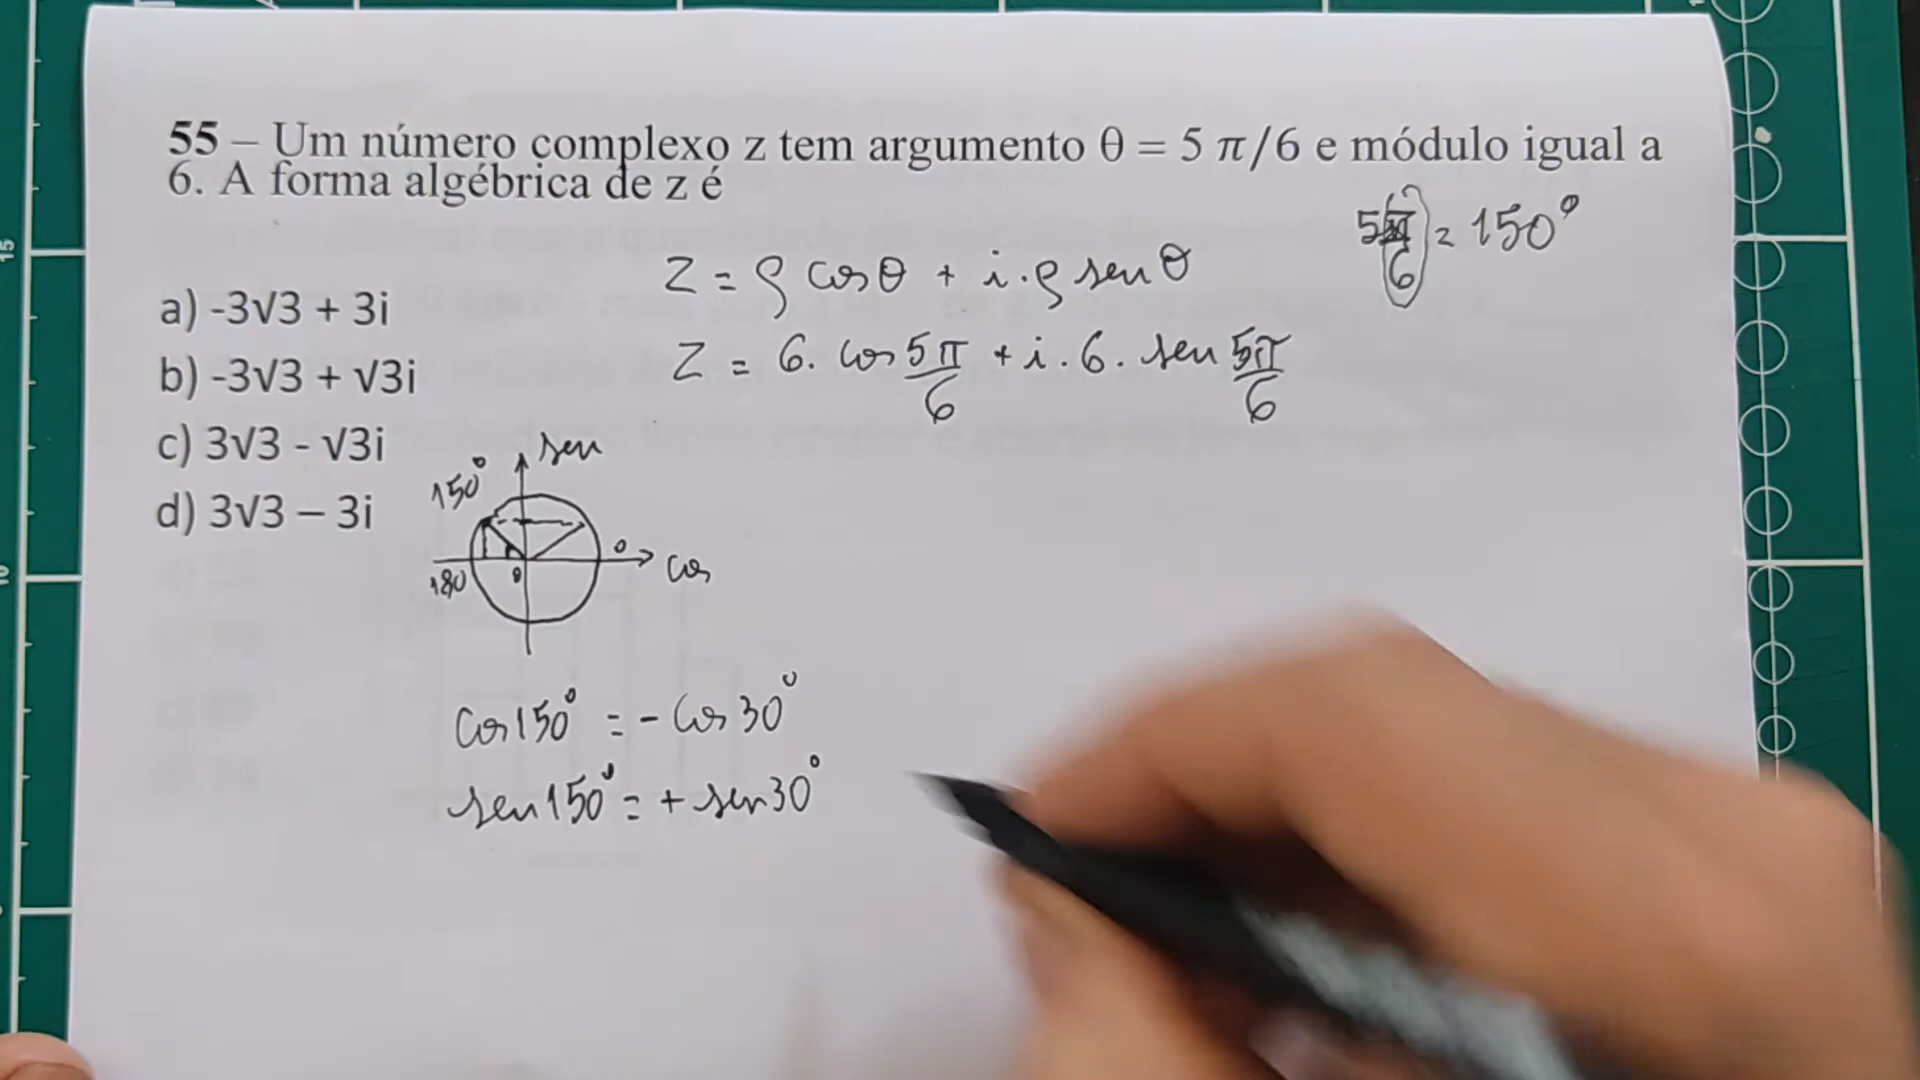 55 – Um número complexo z tem argumento θ = 5 π/6 e módulo igual a
6. A forma algébrica de z é
5π/6 = 150°
z = ρ cos θ + i . ρ sen θ
a) -3√3 + 3i
z = 6. cos 5π/6 + i . 6 . sen 5π/6
b) -3√3 + √3i
c) 3√3 - √3i
d) 3√3 – 3i
sen
150°
0
cos
180
0
cos 150° = - cos 30°
sen 150° = + sen 30°
15
10